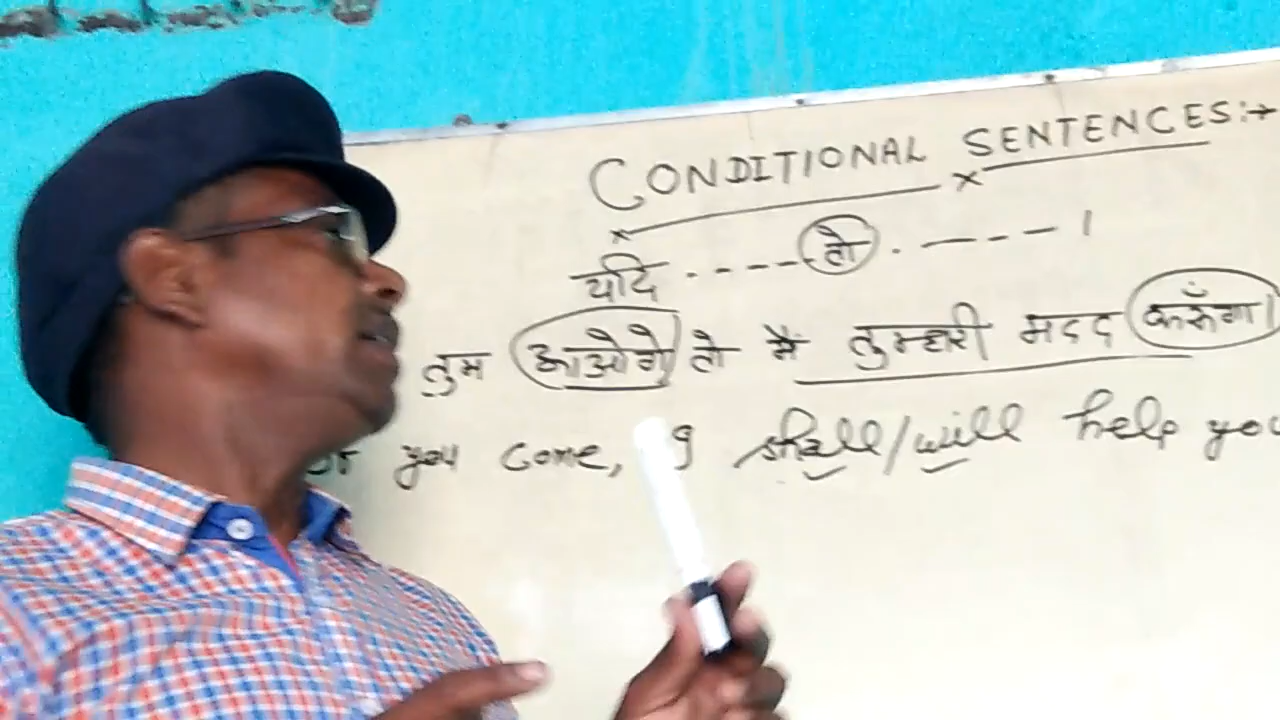 CONDITIONAL SENTENCES:→
यदि -----तो.-----।
तुम आओगे तो मैं तुम्हारी मदद करूँगा।
you come, I shall/will help you